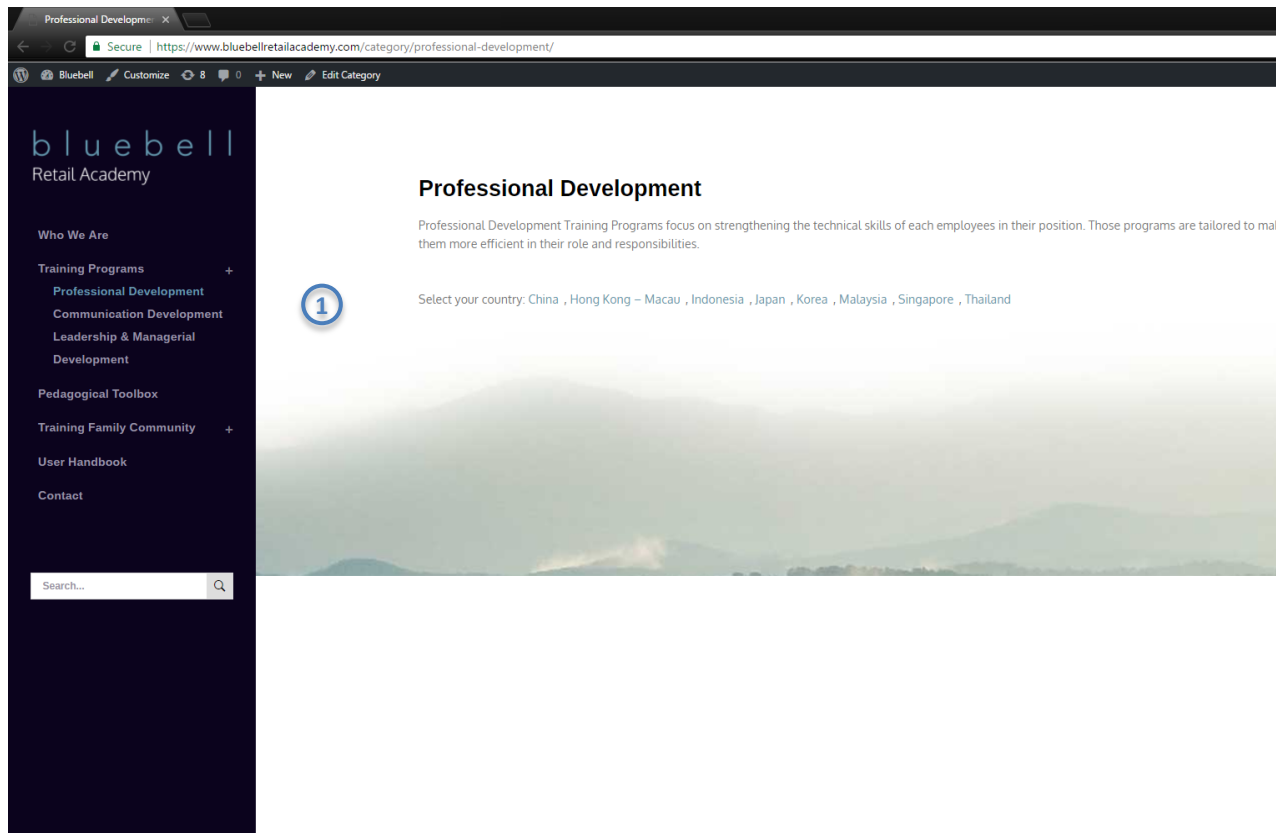 Professional Developme
Secure | https://www.bluebellretailacademy.com/category/professional-development/
Bluebell Customize 8 0 New Edit Category
bluebell
Retail Academy
Who We Are
Training Programs +
Professional Development
Communication Development
Leadership & Managerial
Development
Pedagogical Toolbox
Training Family Community +
User Handbook
Contact
Search...
Professional Development
Professional Development Training Programs focus on strengthening the technical skills of each employees in their position. Those programs are tailored to ma
them more efficient in their role and responsibilities.
1
Select your country: China , Hong Kong – Macau , Indonesia , Japan , Korea , Malaysia , Singapore , Thailand